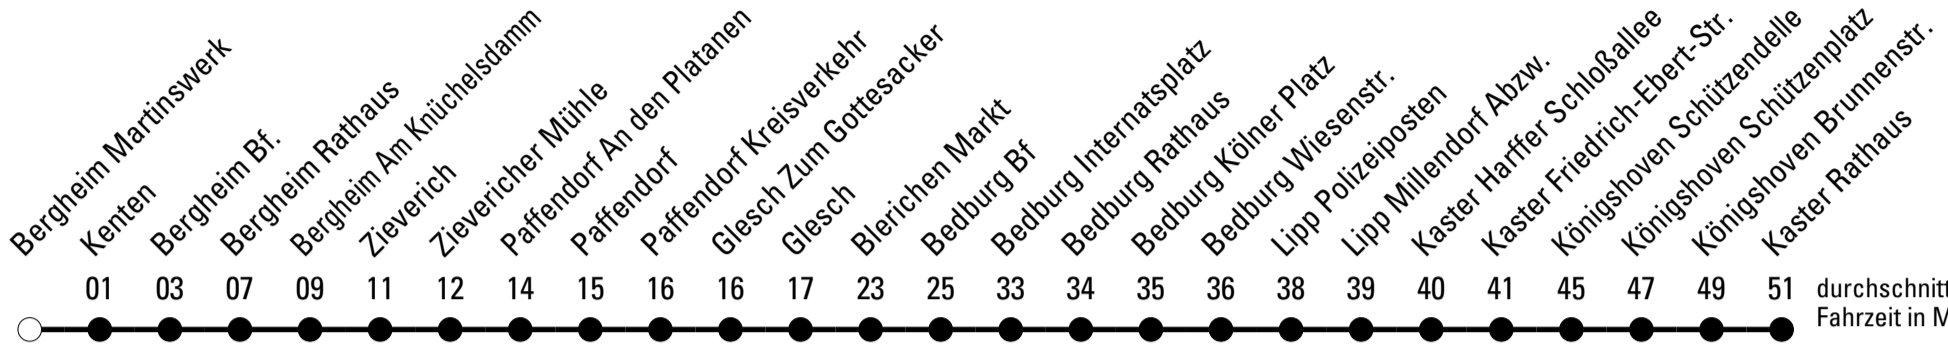 Bergheim Martinswerk
Kenten
Bergheim Bf.
Bergheim Rathaus
Bergheim Am Knüchelsdamm
Zieverich
Zievericher Mühle
Paffendorf An den Platanen
Paffendorf
Paffendorf Kreisverkehr
Glesch Zum Gottesacker
Glesch
Blerichen Markt
Bedburg Bf
Bedburg Internatsplatz
Bedburg Rathaus
Bedburg Kölner Platz
Bedburg Wiesenstr.
Lipp Polizeiposten
Lipp Millendorf Abzw.
Kaster Harffer Schloßallee
Kaster Friedrich-Ebert-Str.
Königshoven Schützendelle
Königshoven Schützenplatz
Königshoven Brunnenstr.
Kaster Rathaus
01 03 07 09 11 12 14 15 16 16 17 23 25 33 34 35 36 38 39 40 41 45 47 49 51
durchschnitt
Fahrzeit in M